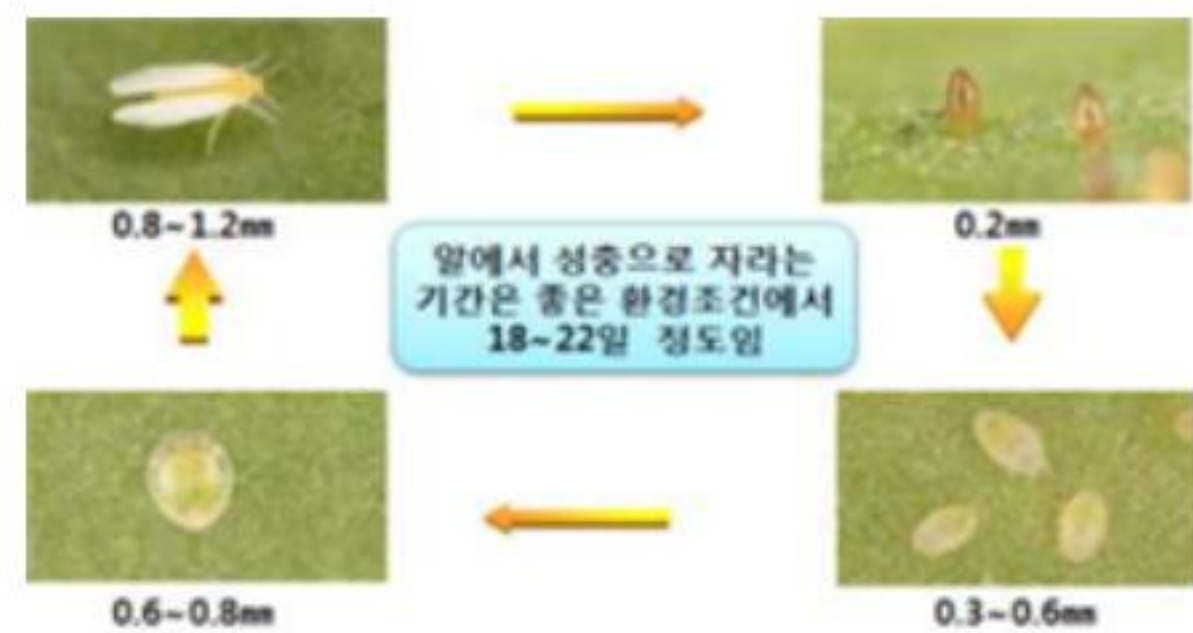 0.8~1.2㎜
0.2㎜
알에서 성충으로 자라는
기간은 좋은 환경조건에서
18~22일 정도임
0.6~0.8㎜
0.3~0.6㎜